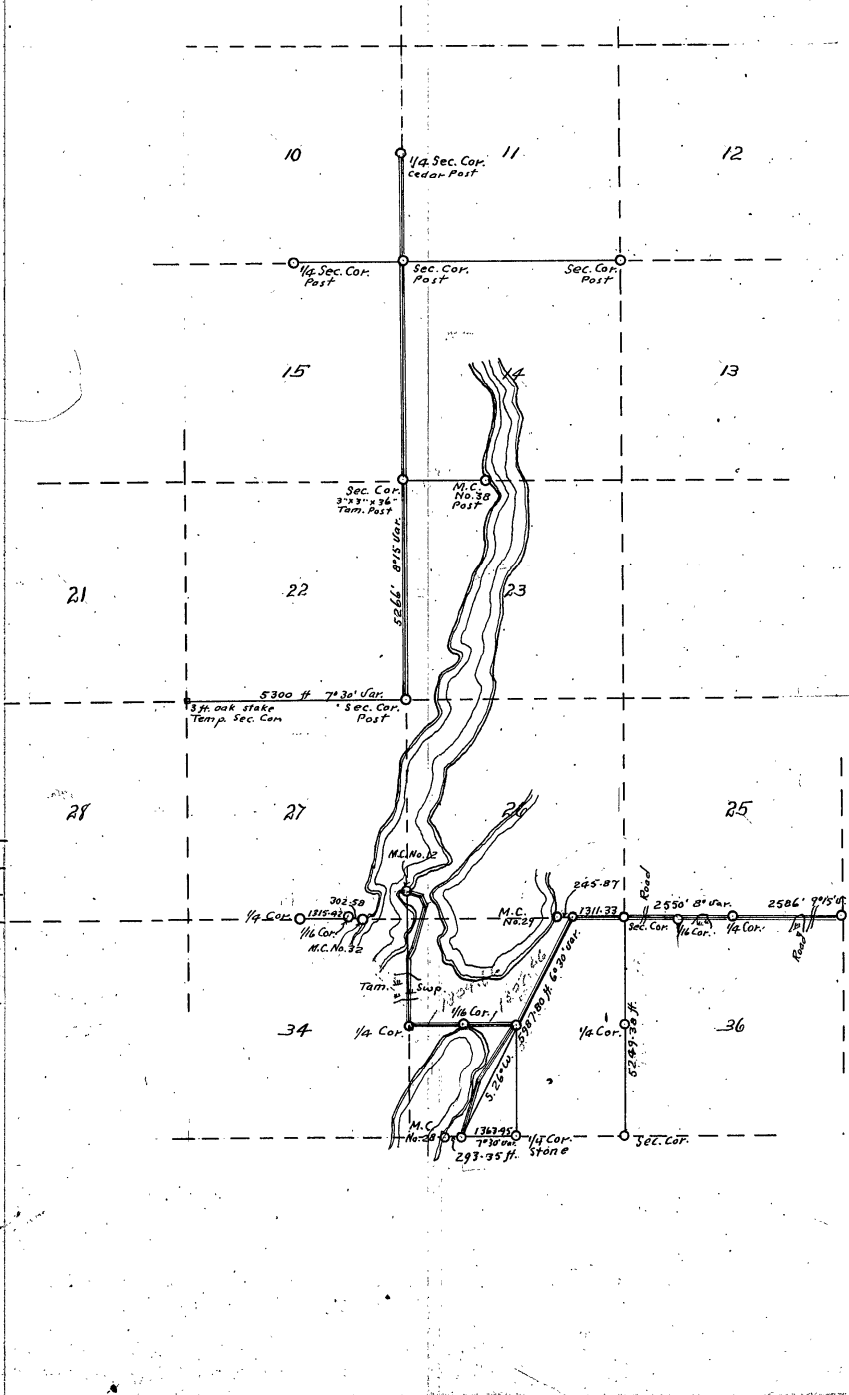 10
11
12
1/4 Sec. Cor.
Cedar Post
1/4 Sec. Cor.
Post
Sec. Cor.
Post
Sec. Cor.
Post
15
14
13
Sec. Cor.
3"x3"x36"
Tam. Post
M.C.
No. 38
Post
5266' 8°15' Var.
21
22
23
5300 ft 7°30' Var.
3 ft. oak stake
Temp. Sec. Cor.
Sec. Cor.
Post
28
27
26
25
M.C. No. 12
1/4 Cor.
1315.42
302.58
1/16 Cor.
M.C. No. 32
M.C.
No. 27
245.87
1311.33
Road
Sec. Cor.
2550' 8° Var.
1/16 Cor.
1/4 Cor.
2586' 9°15' V.
Road
Tam. Swp.
34
1/4 Cor.
1/16 Cor.
S. 26° W. 5987.80 ft. 6°30' Var.
1/4 Cor.
5249.38 ft.
36
M.C.
No. 28
1363.45
7°30' Var.
293.35 ft.
1/4 Cor.
Stone
Sec. Cor.